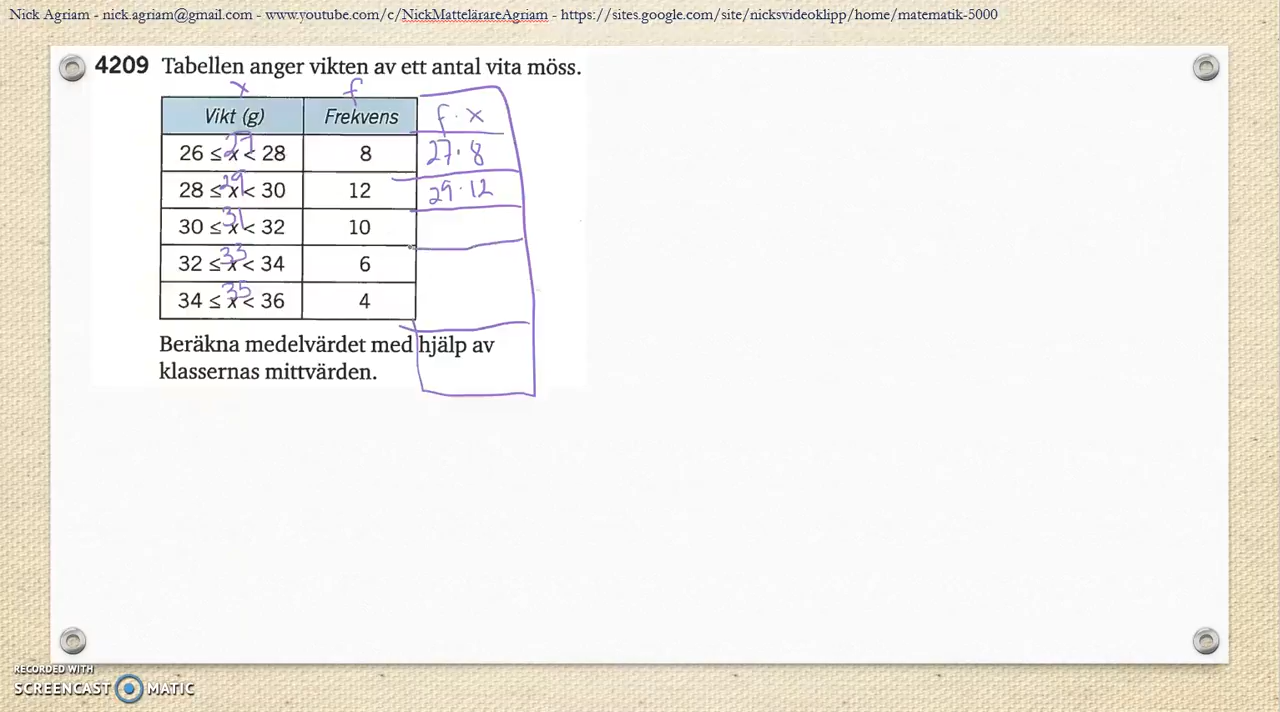 Nick Agriam - nick.agriam@gmail.com - www.youtube.com/c/NickMattelärareAgriam - https://sites.google.com/site/nicksvideoklipp/home/matematik-5000
4209 Tabellen anger vikten av ett antal vita möss.
x f
Vikt (g) Frekvens f · x
26 ≤ x < 28 27 8 27 · 8
28 ≤ x < 30 29 12 29 · 12
30 ≤ x < 32 31 10
32 ≤ x < 34 33 6
34 ≤ x < 36 35 4
Beräkna medelvärdet med hjälp av
klassernas mittvärden.
RECORDED WITH
SCREENCAST MATIC